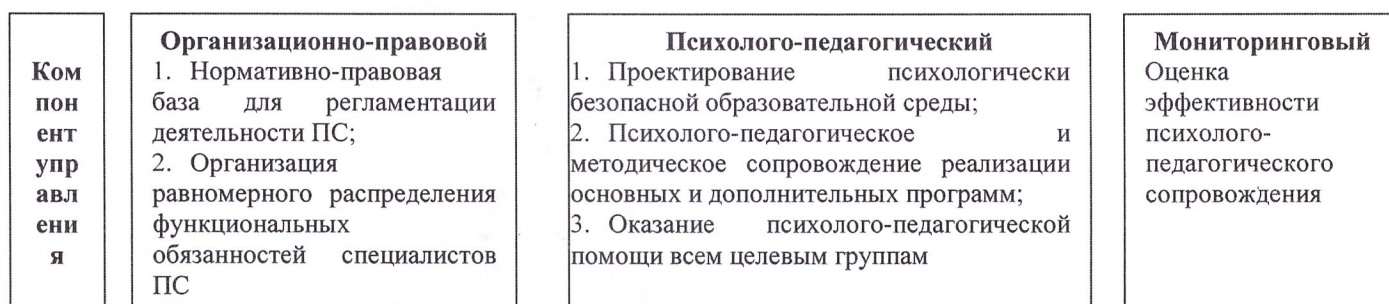 Ком
пон
ент
упр
авл
ени
я
Организационно-правовой
1. Нормативно-правовая
база для регламентации
деятельности ПС;
2. Организация
равномерного распределения
функциональных
обязанностей специалистов
ПС
Психолого-педагогический
1. Проектирование психологически
безопасной образовательной среды;
2. Психолого-педагогическое и
методическое сопровождение реализации
основных и дополнительных программ;
3. Оказание психолого-педагогической
помощи всем целевым группам
Мониторинговый
Оценка
эффективности
психолого-
педагогического
сопровождения